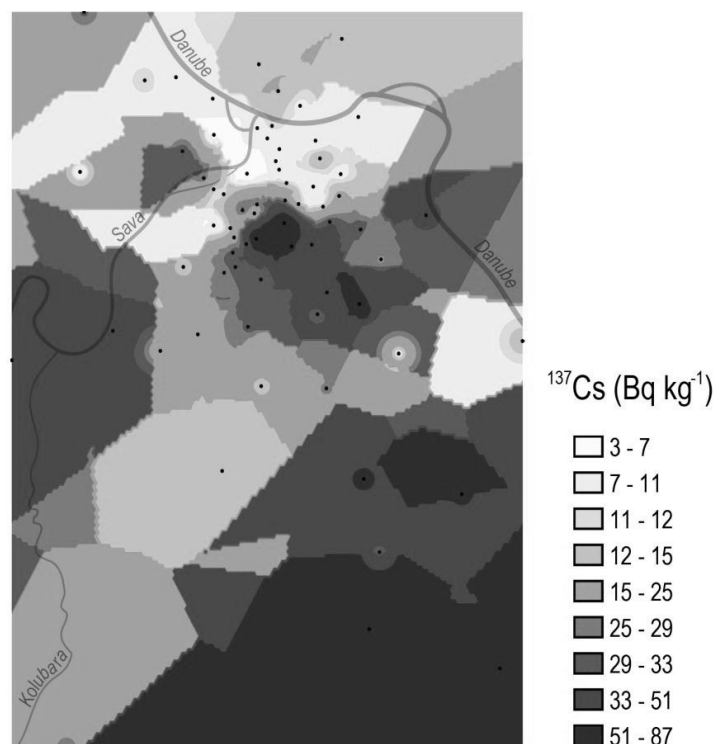 Danube
Sava
Danube
Kolubara
¹³⁷Cs (Bq kg⁻¹)
3 - 7
7 - 11
11 - 12
12 - 15
15 - 25
25 - 29
29 - 33
33 - 51
51 - 87